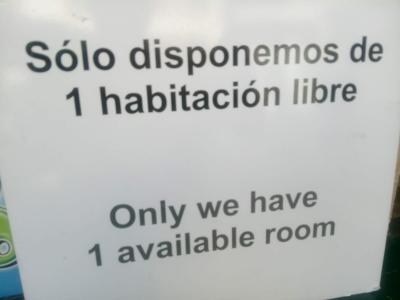 Sólo disponemos de
1 habitación libre
Only we have
1 available room